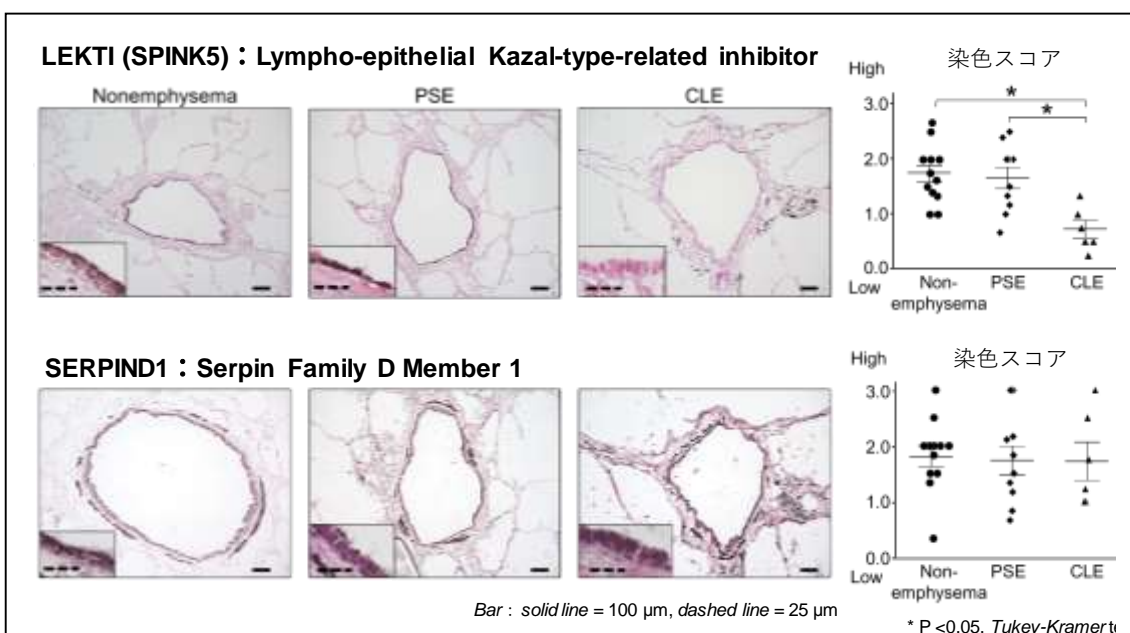 LEKTI (SPINK5)：Lympho-epithelial Kazal-type-related inhibitor
Nonemphysema PSE CLE
染色スコア
High
3.0
2.0
1.0
0.0
Low
Non-emphysema PSE CLE
* *
SERPIND1：Serpin Family D Member 1
染色スコア
High
3.0
2.0
1.0
0.0
Low
Non-emphysema PSE CLE
Bar : solid line = 100 μm, dashed line = 25 μm
* P <0.05, Tukey-Kramer